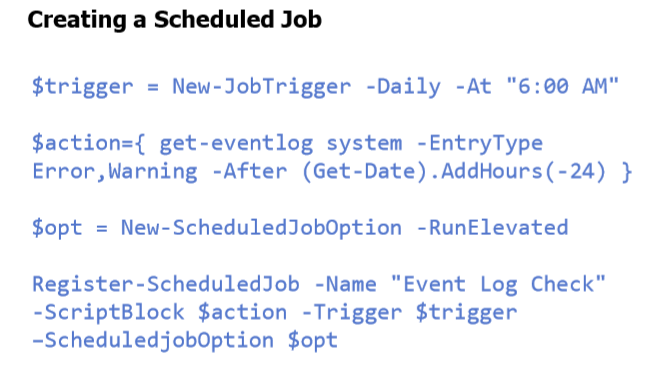 Creating a Scheduled Job
$trigger = New-JobTrigger -Daily -At "6:00 AM"
$action={ get-eventlog system -EntryType
Error,Warning -After (Get-Date).AddHours(-24) }
$opt = New-ScheduledJobOption -RunElevated
Register-ScheduledJob -Name "Event Log Check"
-ScriptBlock $action -Trigger $trigger
–ScheduledjobOption $opt